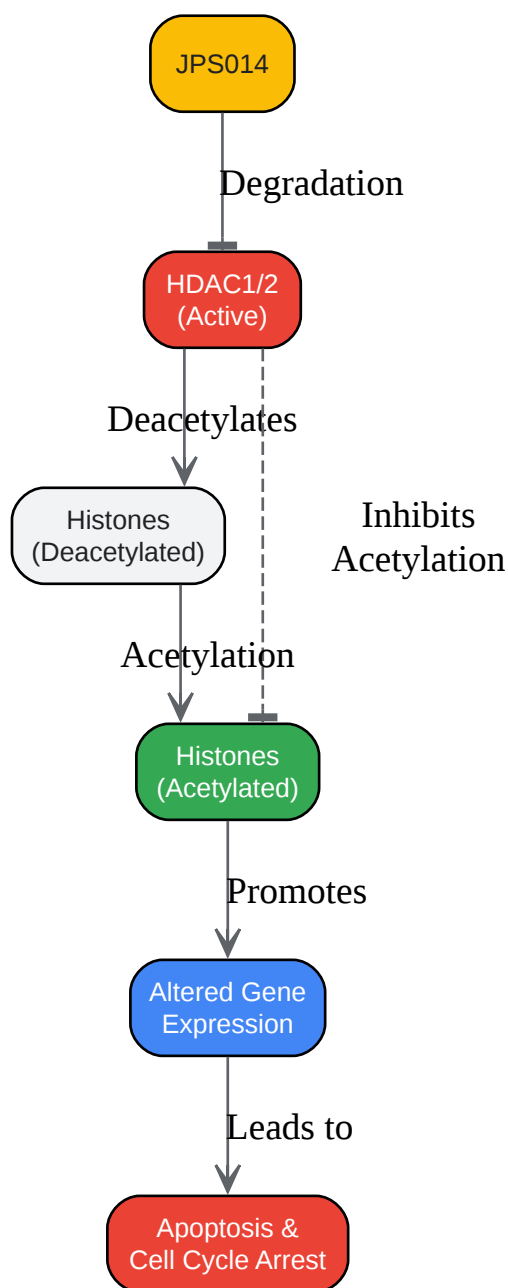 JPS014
Degradation
HDAC1/2
(Active)
Deacetylates
Histones
(Deacetylated)
Inhibits
Acetylation
Acetylation
Histones
(Acetylated)
Promotes
Altered Gene
Expression
Leads to
Apoptosis &
Cell Cycle Arrest